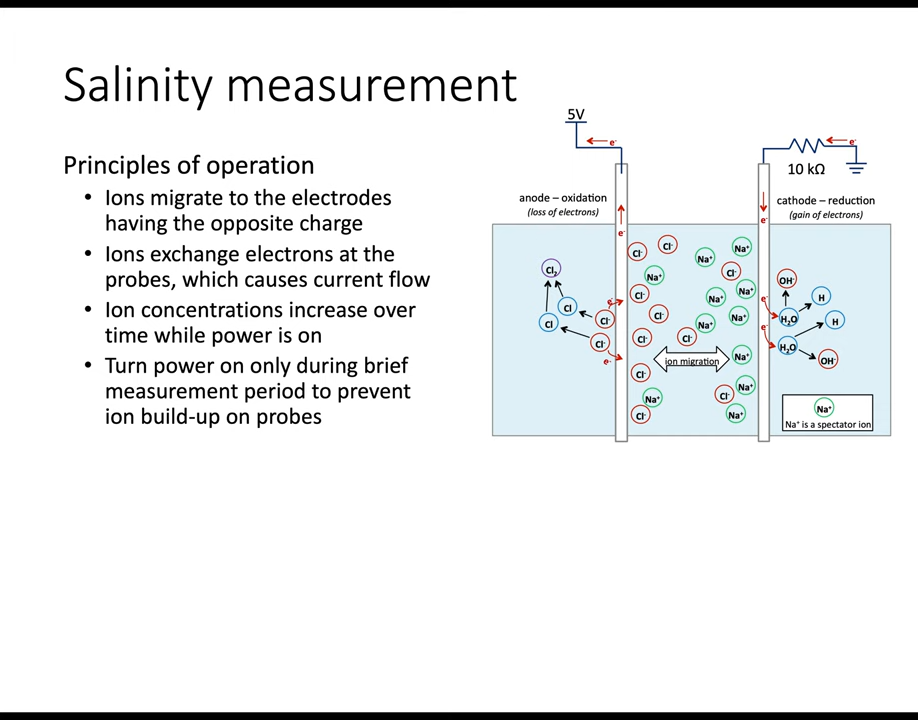 Salinity measurement
Principles of operation
• Ions migrate to the electrodes
having the opposite charge
• Ions exchange electrons at the
probes, which causes current flow
• Ion concentrations increase over
time while power is on
• Turn power on only during brief
measurement period to prevent
ion build-up on probes
5V
e-
e-
10 kΩ
anode – oxidation
(loss of electrons)
cathode – reduction
(gain of electrons)
e-
e-
Cl-
Cl-
Na+
Na+
Cl₂
Na+
Cl-
OH-
Cl-
Na+
Na+
H
e-
e-
Cl
Cl-
Cl-
Na+
H₂O
Cl
Na+
H
e-
Cl-
Cl-
Cl-
H₂O
ion migration
Na+
OH-
e-
Cl-
Na+
Cl-
Na+
Cl-
Na+
Na+
Na+ is a spectator ion